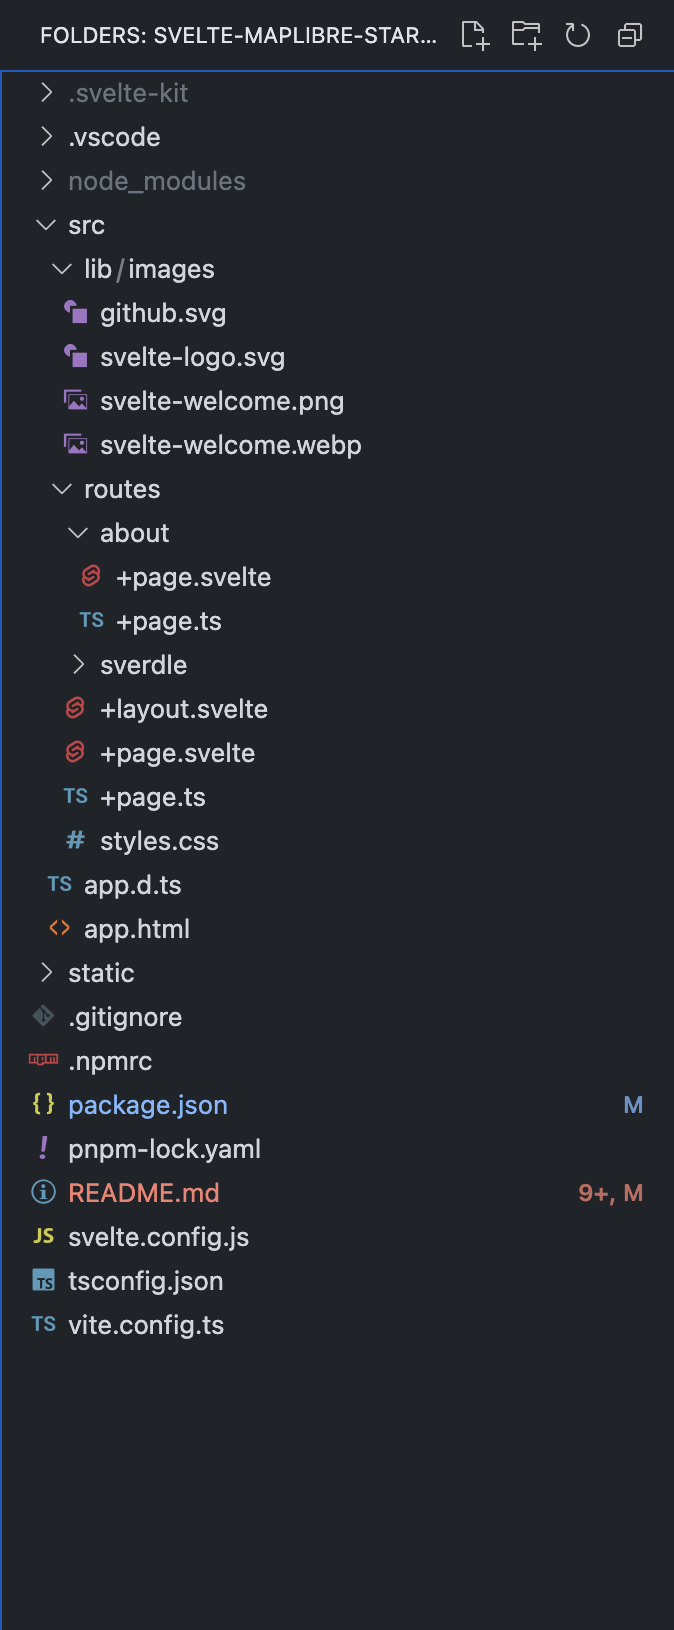 FOLDERS: SVELTE-MAPLIBRE-STAR...
.svelte-kit
.vscode
node_modules
src
lib/images
github.svg
svelte-logo.svg
svelte-welcome.png
svelte-welcome.webp
routes
about
+page.svelte
TS +page.ts
sverdle
+layout.svelte
+page.svelte
TS +page.ts
# styles.css
TS app.d.ts
<> app.html
static
.gitignore
.npmrc
{} package.json M
! pnpm-lock.yaml
README.md 9+, M
JS svelte.config.js
TS tsconfig.json
TS vite.config.ts